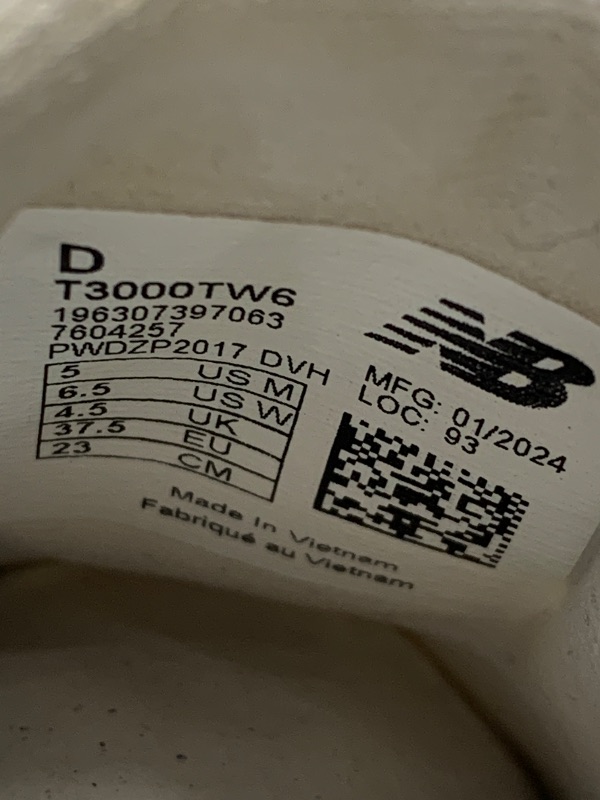 D
T3000TW6
196307397063
7604257
PWDZP2017 DVH
5 US M
6.5 US W
4.5 UK
37.5 EU
23 CM
NB
MFG: 01/2024
LOC: 93
Made In Vietnam
Fabriqué au Vietnam